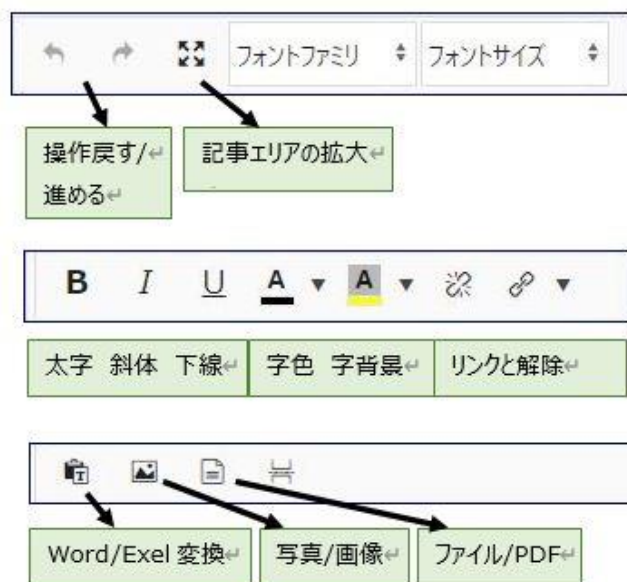 フォントファミリ フォントサイズ
操作戻す/↵ 記事エリアの拡大↵
進める↵
B I U A A
太字 斜体 下線↵ 字色 字背景↵ リンクと解除↵
T
Word/Exel 変換↵ 写真/画像↵ ファイル/PDF↵